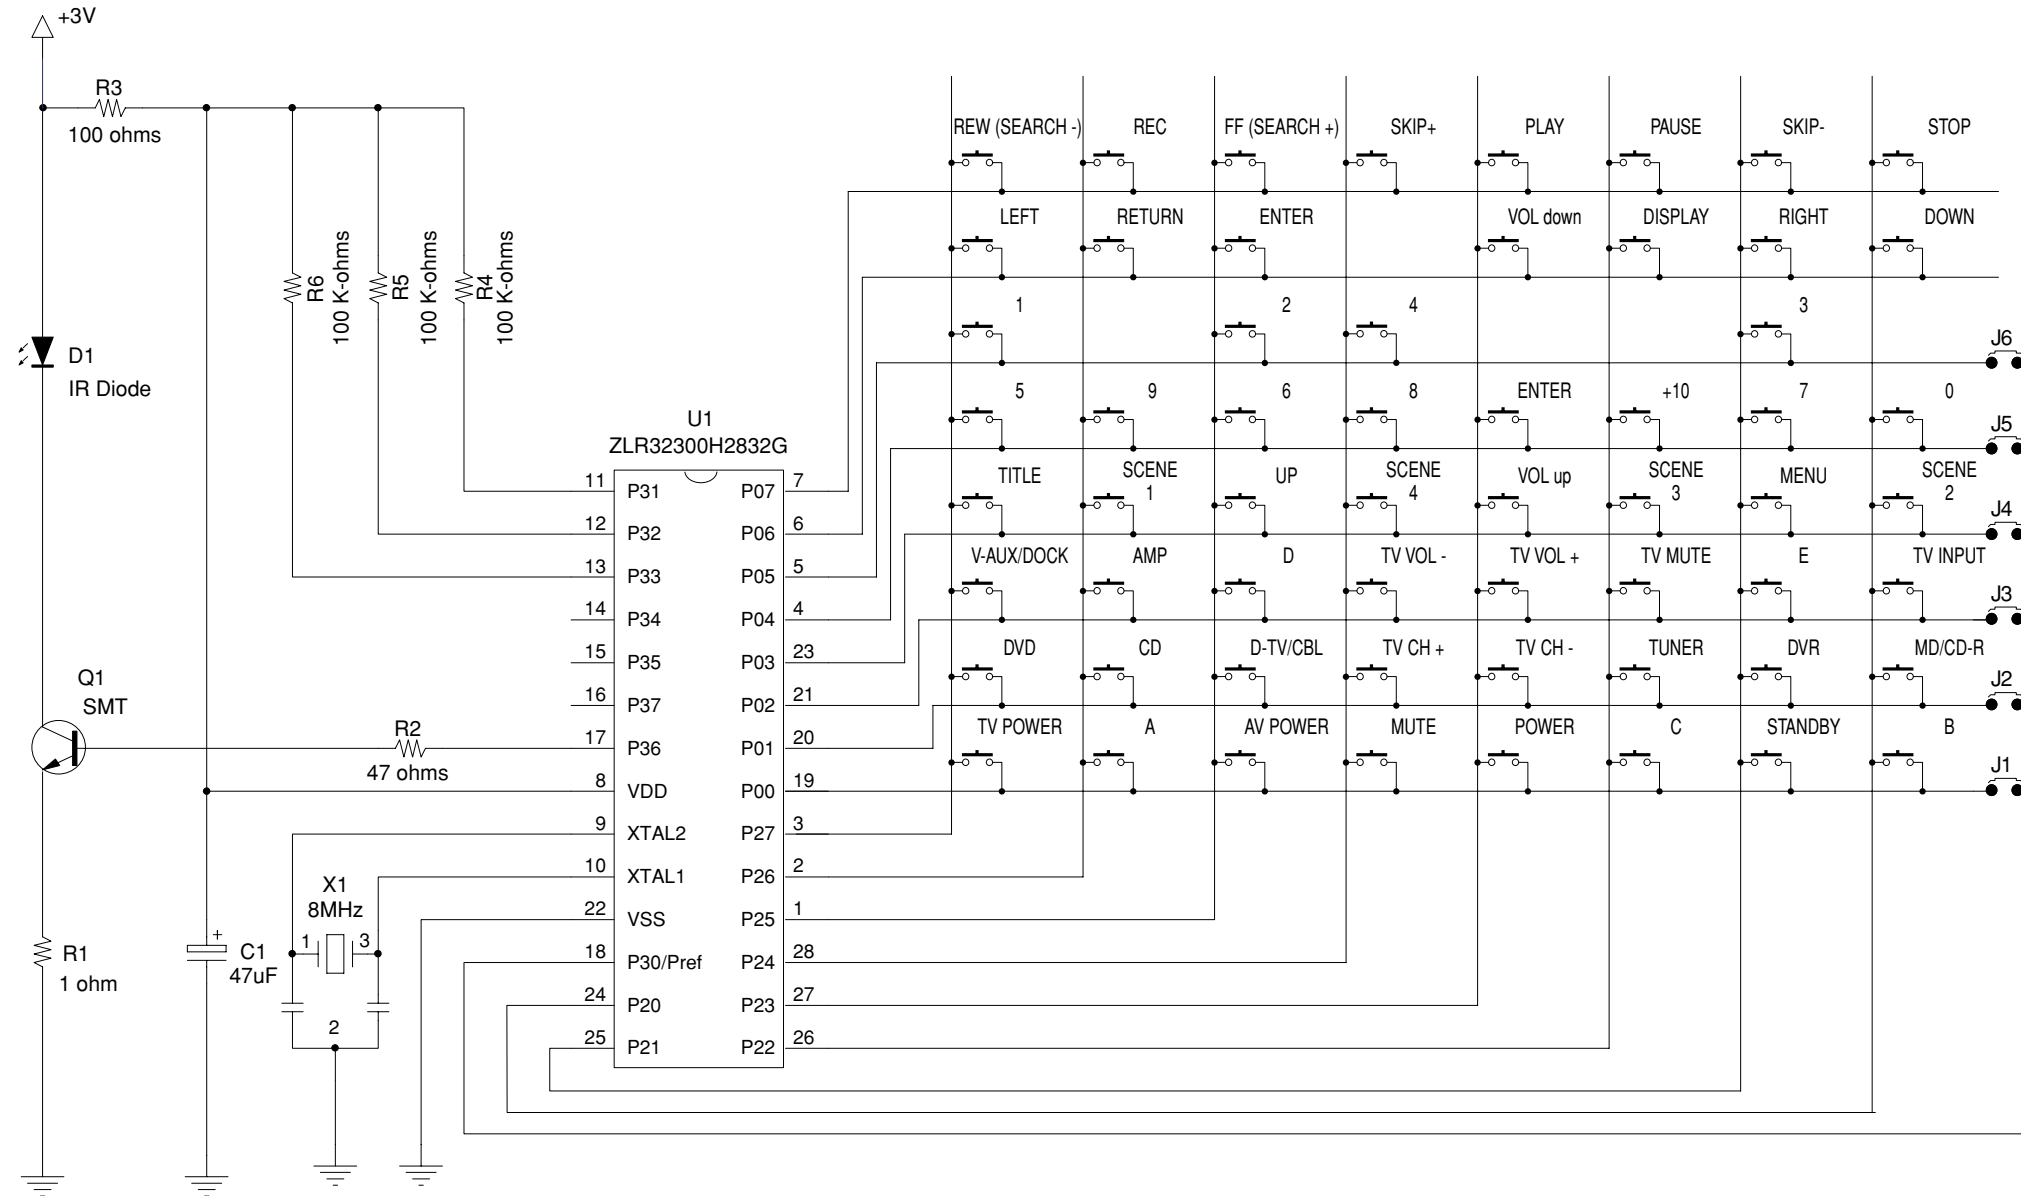 +3V
R3
100 ohms
R6
100 K-ohms
R5
100 K-ohms
R4
100 K-ohms
D1
IR Diode
Q1
SMT
R2
47 ohms
R1
1 ohm
C1
47uF
+
X1
8MHz
1
3
2
U1
ZLR32300H2832G
11 P31 P07 7
12 P32 P06 6
13 P33 P05 5
14 P34 P04 4
15 P35 P03 23
16 P37 P02 21
17 P36 P01 20
8 VDD P00 19
9 XTAL2 P27 3
10 XTAL1 P26 2
22 VSS P25 1
18 P30/Pref P24 28
24 P20 P23 27
25 P21 P22 26
REW (SEARCH -) REC FF (SEARCH +) SKIP+ PLAY PAUSE SKIP- STOP
LEFT RETURN ENTER VOL down DISPLAY RIGHT DOWN
1 2 4 3
J6
5 9 6 8 ENTER +10 7 0
J5
TITLE SCENE 1 UP SCENE 4 VOL up SCENE 3 MENU SCENE 2
J4
V-AUX/DOCK AMP D TV VOL - TV VOL + TV MUTE E TV INPUT
J3
DVD CD D-TV/CBL TV CH + TV CH - TUNER DVR MD/CD-R
J2
TV POWER A AV POWER MUTE POWER C STANDBY B
J1